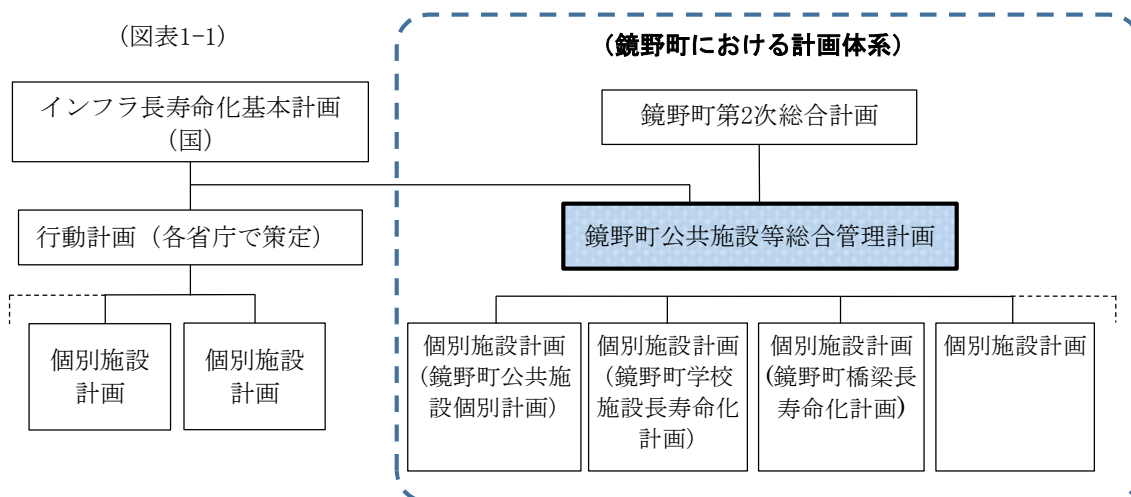 (図表1-1)
(鏡野町における計画体系)
インフラ長寿命化基本計画
(国)
鏡野町第2次総合計画
行動計画(各省庁で策定)
鏡野町公共施設等総合管理計画
個別施設
計画
個別施設
計画
個別施設計画
(鏡野町公共施
設個別計画)
個別施設計画
(鏡野町学校
施設長寿命化
計画)
個別施設計画
(鏡野町橋梁長
寿命化計画)
個別施設計画